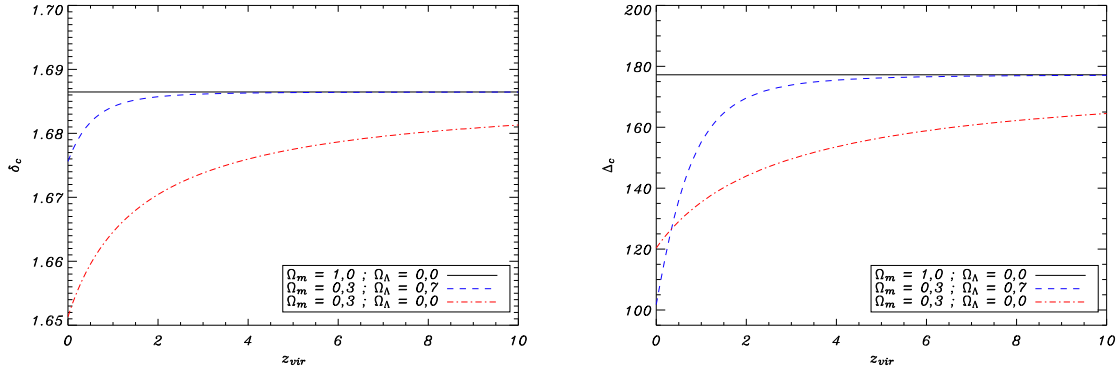 1.70
1.69
1.68
1.67
1.66
1.65
δc
0 2 4 6 8 10
zvir
Ωm = 1,0 ; ΩΛ = 0,0
Ωm = 0,3 ; ΩΛ = 0,7
Ωm = 0,3 ; ΩΛ = 0,0
200
180
160
140
120
100
Δc
0 2 4 6 8 10
zvir
Ωm = 1,0 ; ΩΛ = 0,0
Ωm = 0,3 ; ΩΛ = 0,7
Ωm = 0,3 ; ΩΛ = 0,0